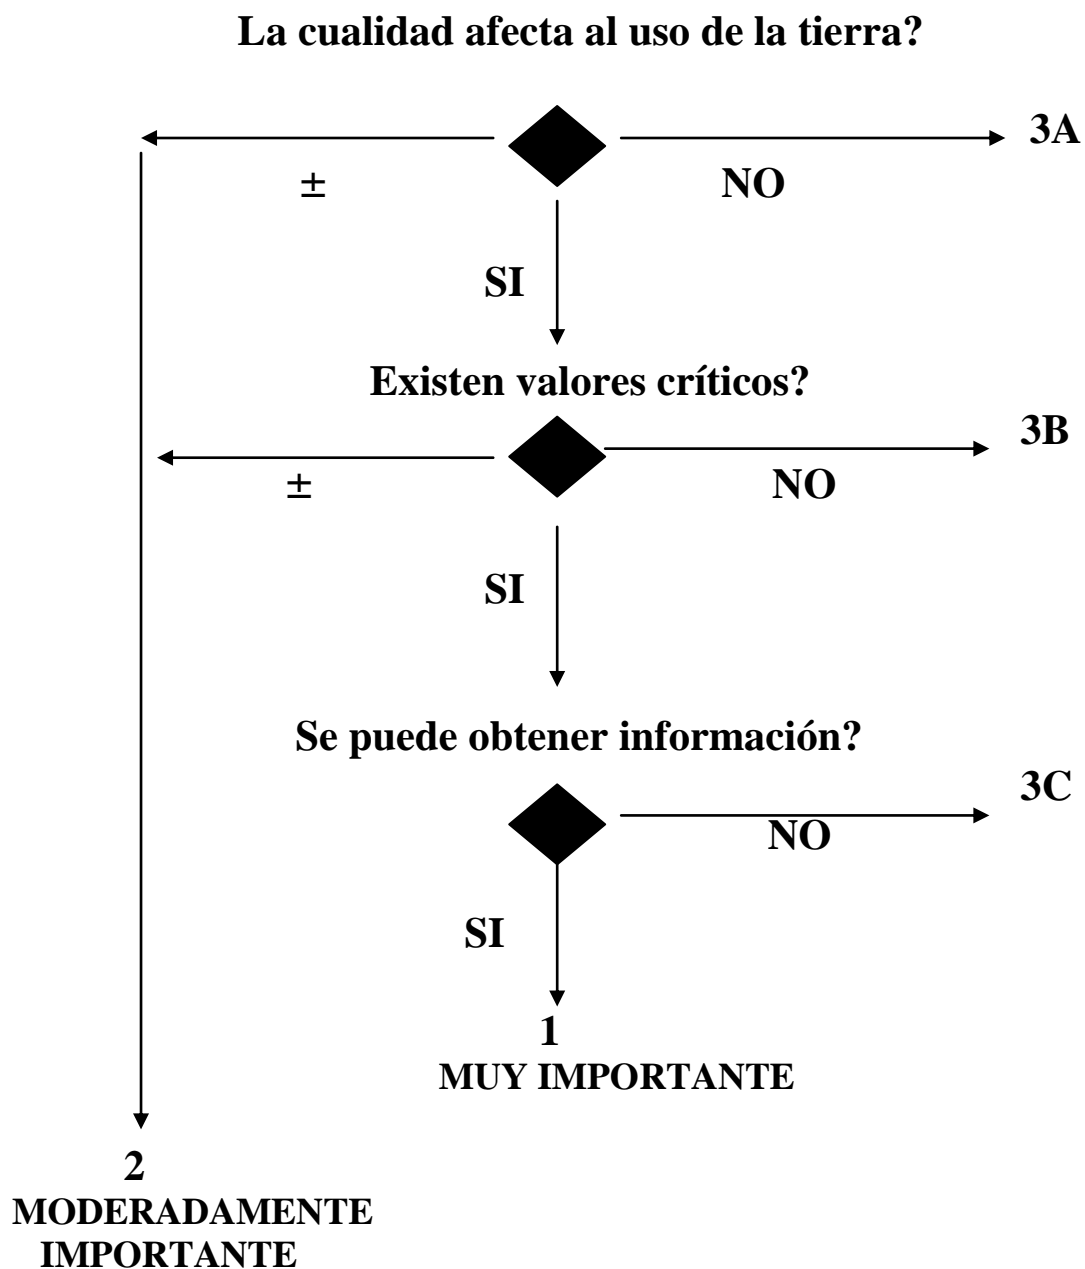 La cualidad afecta al uso de la tierra?
3A
±
NO
SI
Existen valores críticos?
3B
±
NO
SI
Se puede obtener información?
3C
NO
SI
1
MUY IMPORTANTE
2
MODERADAMENTE
IMPORTANTE